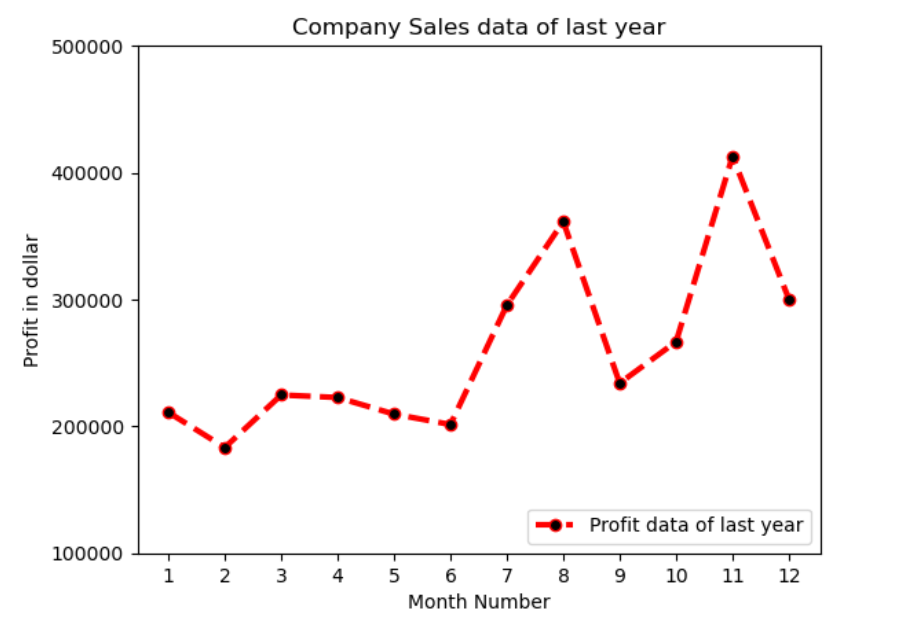 Company Sales data of last year
500000
400000
300000
200000
100000
Profit in dollar
Profit data of last year
1 2 3 4 5 6 7 8 9 10 11 12
Month Number